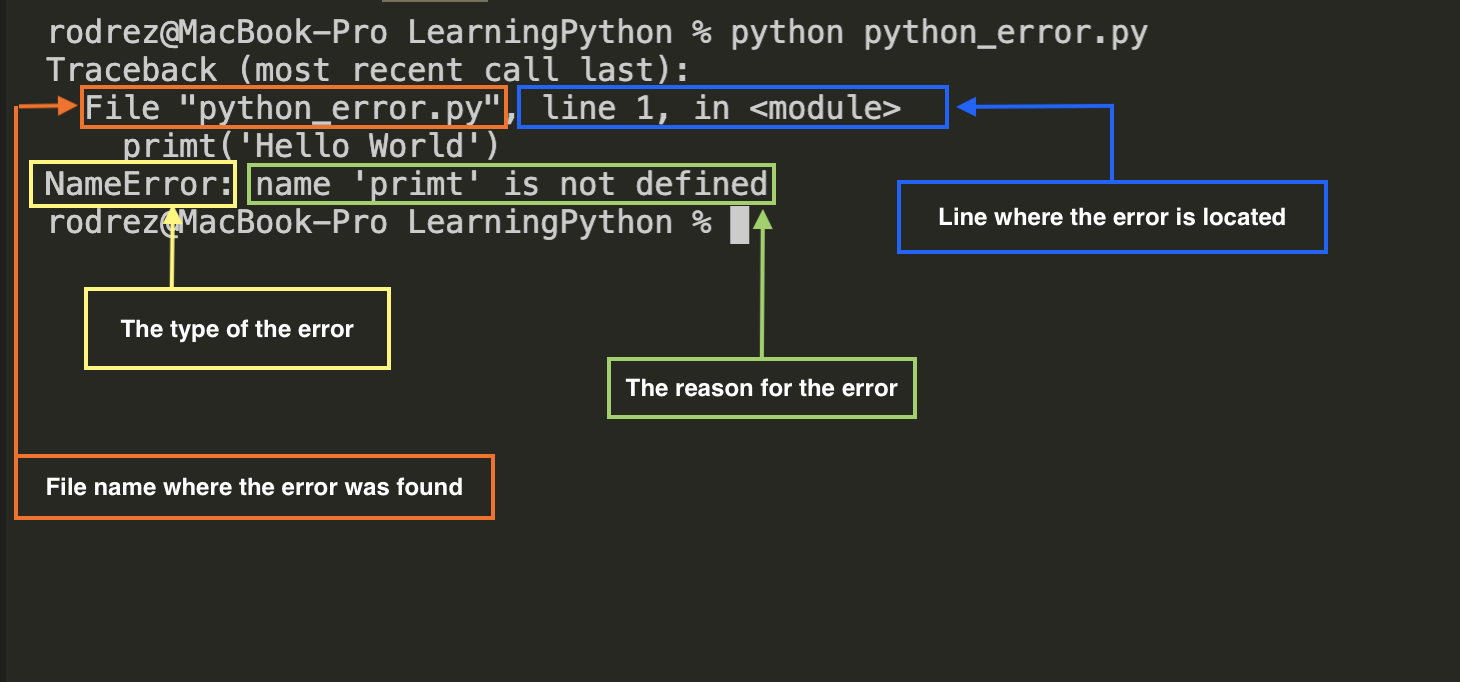 rodrez@MacBook-Pro LearningPython % python python_error.py
Traceback (most recent call last):
File "python_error.py", line 1, in <module>
primt('Hello World')
NameError: name 'primt' is not defined
rodrez@MacBook-Pro LearningPython %
Line where the error is located
The type of the error
The reason for the error
File name where the error was found